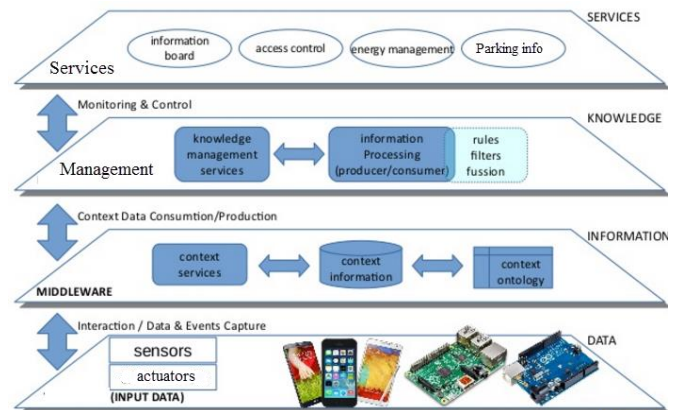 SERVICES
information
board
access control
energy management
Parking info
Services
Monitoring & Control
KNOWLEDGE
knowledge
management
services
information
Processing
(producer/consumer)
rules
filters
fussion
Management
Context Data Consumtion/Production
INFORMATION
context
services
context
information
context
ontology
MIDDLEWARE
Interaction / Data & Events Capture
DATA
sensors
actuators
(INPUT DATA)